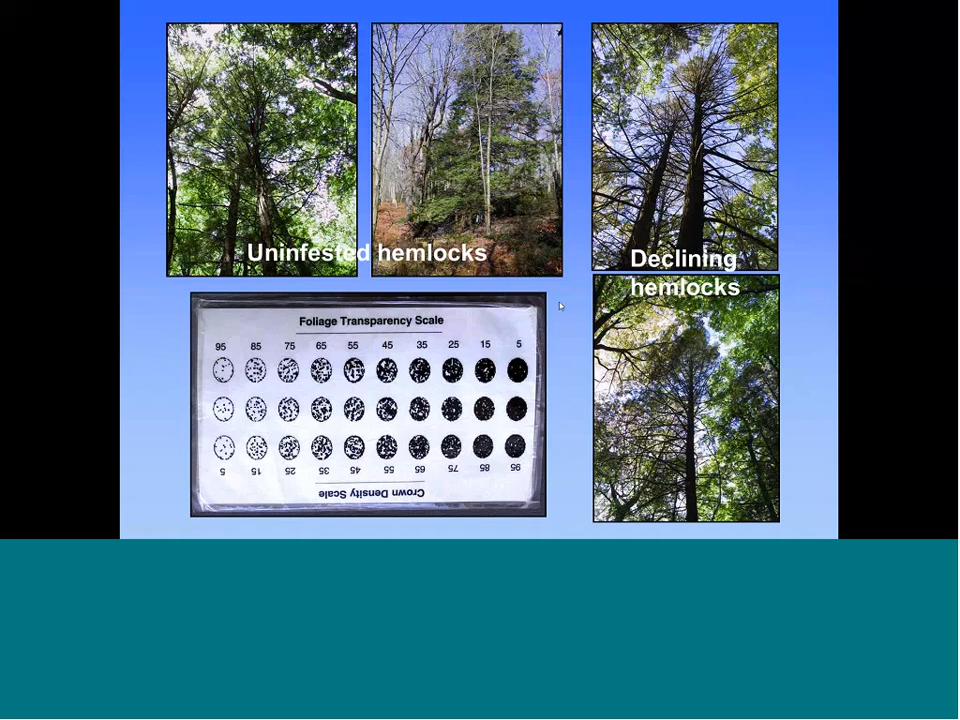 Uninfested hemlocks
Declining
hemlocks
Foliage Transparency Scale
95 85 75 65 55 45 35 25 15 5
5 15 25 35 45 55 65 75 85 95
Crown Density Scale